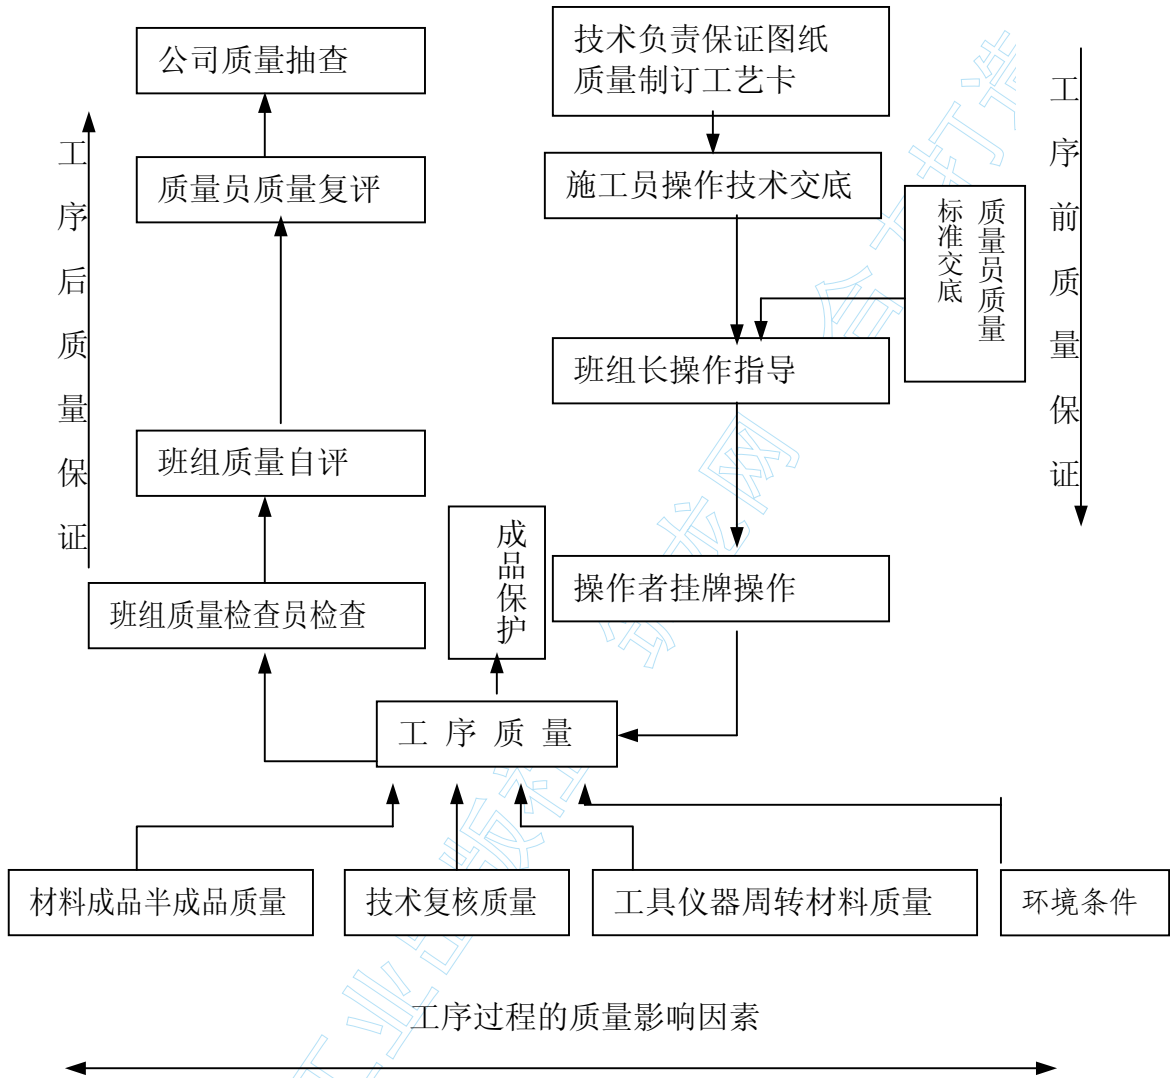 公司质量抽查
技术负责保证图纸
质量制订工艺卡
工序后质量保证
工序前质量保证
质量员质量复评
施工员操作技术交底
质量员质量
标准交底
班组长操作指导
班组质量自评
成品保护
操作者挂牌操作
班组质量检查员检查
工序质量
材料成品半成品质量
技术复核质量
工具仪器周转材料质量
环境条件
工序过程的质量影响因素